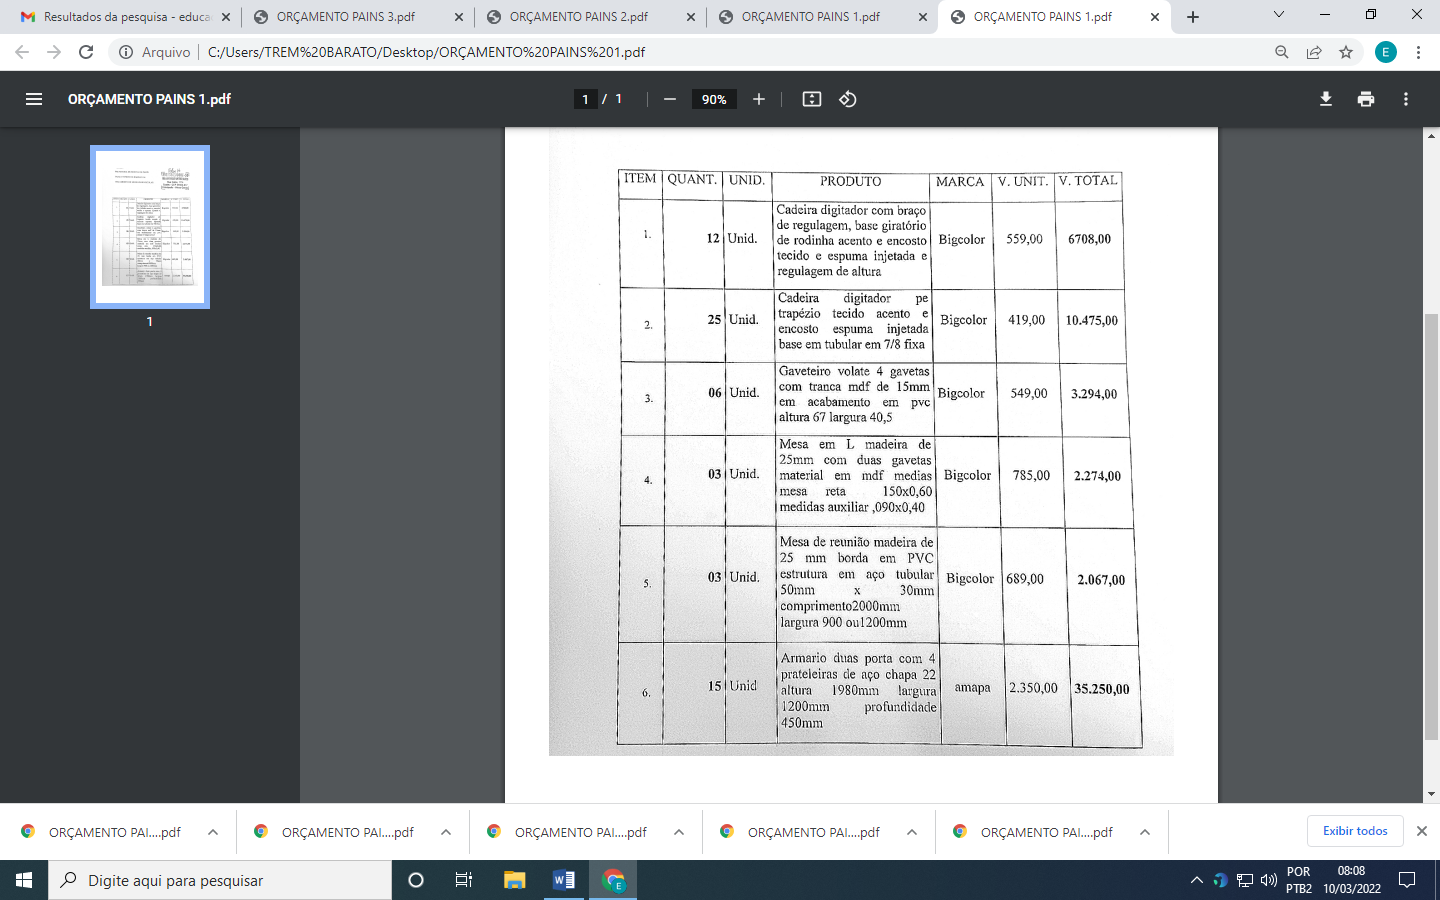 Resultados da pesquisa - educa
ORÇAMENTO PAINS 3.pdf
ORÇAMENTO PAINS 2.pdf
ORÇAMENTO PAINS 1.pdf
ORÇAMENTO PAINS 1.pdf
Arquivo
C:/Users/TREM%20BARATO/Desktop/ORÇAMENTO%20PAINS%201.pdf
E
ORÇAMENTO PAINS 1.pdf
1 / 1
90%
1
ITEM QUANT. UNID. PRODUTO MARCA V. UNIT. V. TOTAL
1. 12 Unid. Cadeira digitador com braço
de regulagem, base giratório
de rodinha acento e encosto
tecido e espuma injetada e
regulagem de altura
Bigcolor 559,00 6708,00
2. 25 Unid. Cadeira digitador pe
trapézio tecido acento e
encosto espuma injetada
base em tubular em 7/8 fixa
Bigcolor 419,00 10.475,00
3. 06 Unid. Gaveteiro volate 4 gavetas
com tranca mdf de 15mm
em acabamento em pvc
altura 67 largura 40,5
Bigcolor 549,00 3.294,00
4. 03 Unid. Mesa em L madeira de
25mm com duas gavetas
material em mdf medias
mesa reta 150x0,60
medidas auxiliar ,090x0,40
Bigcolor 785,00 2.274,00
5. 03 Unid. Mesa de reunião madeira de
25 mm borda em PVC
estrutura em aço tubular
50mm x 30mm
comprimento2000mm
largura 900 ou1200mm
Bigcolor 689,00 2.067,00
6. 15 Unid Armario duas porta com 4
prateleiras de aço chapa 22
altura 1980mm largura
1200mm profundidade
450mm
amapa 2.350,00 35.250,00
ORÇAMENTO PAI....pdf
ORÇAMENTO PAI....pdf
ORÇAMENTO PAI....pdf
ORÇAMENTO PAI....pdf
ORÇAMENTO PAI....pdf
Exibir todos
Digite aqui para pesquisar
E
POR
PTB2
08:08
10/03/2022